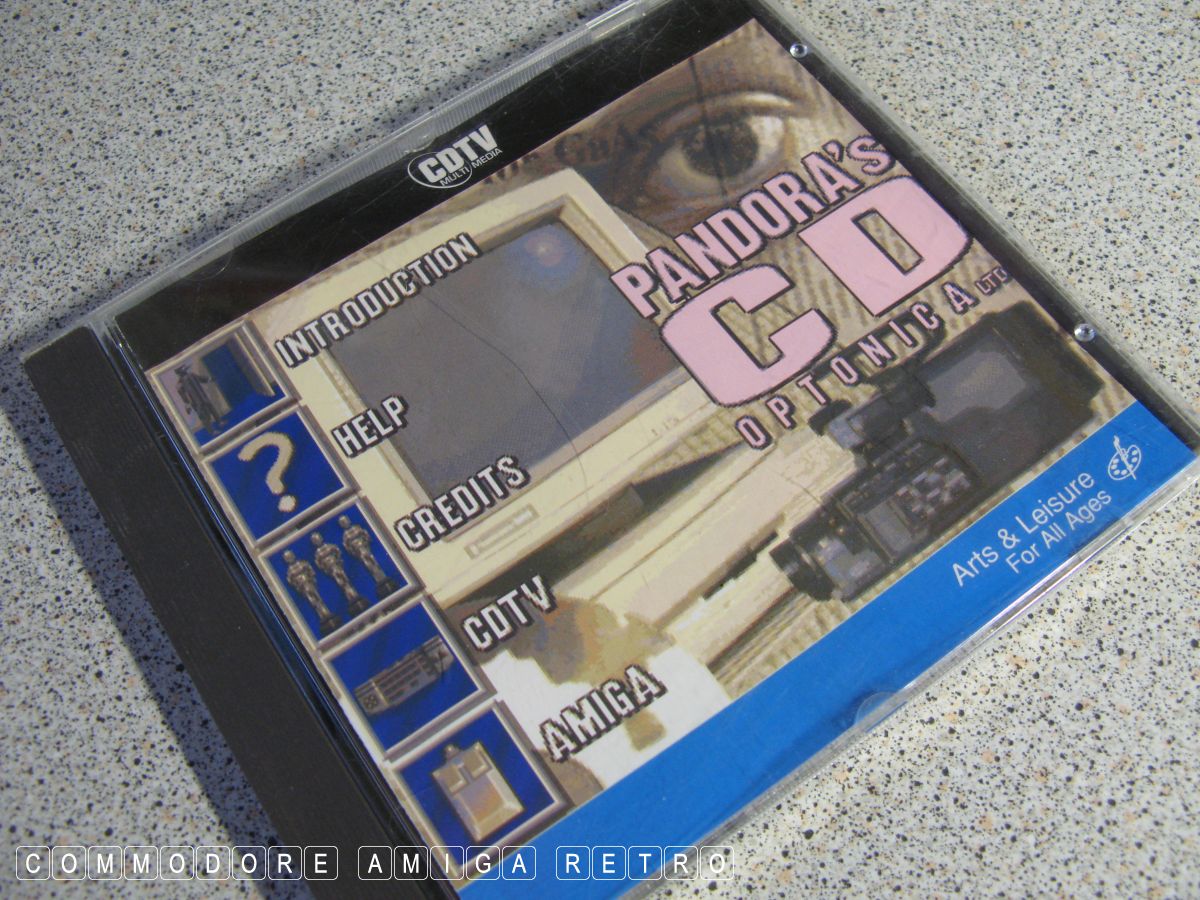 CDTV
MULTI MEDIA
PANDORA's
CD
OPTONICA LTD
INTRODUCTION
HELP
?
CREDITS
CDTV
AMIGA
Arts & Leisure
For All Ages
COMMODORE AMIGA RETRO